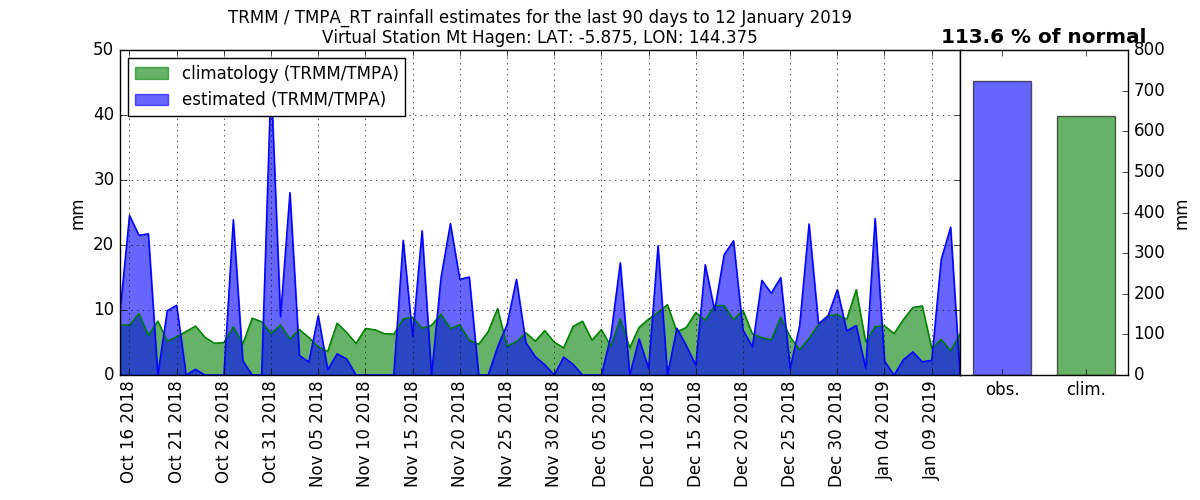 TRMM / TMPA_RT rainfall estimates for the last 90 days to 12 January 2019
Virtual Station Mt Hagen: LAT: -5.875, LON: 144.375
113.6 % of normal
climatology (TRMM/TMPA)
estimated (TRMM/TMPA)
mm
50
40
30
20
10
0
Oct 16 2018
Oct 21 2018
Oct 26 2018
Oct 31 2018
Nov 05 2018
Nov 10 2018
Nov 15 2018
Nov 20 2018
Nov 25 2018
Nov 30 2018
Dec 05 2018
Dec 10 2018
Dec 15 2018
Dec 20 2018
Dec 25 2018
Dec 30 2018
Jan 04 2019
Jan 09 2019
800
700
600
500
400
300
200
100
0
mm
obs.
clim.